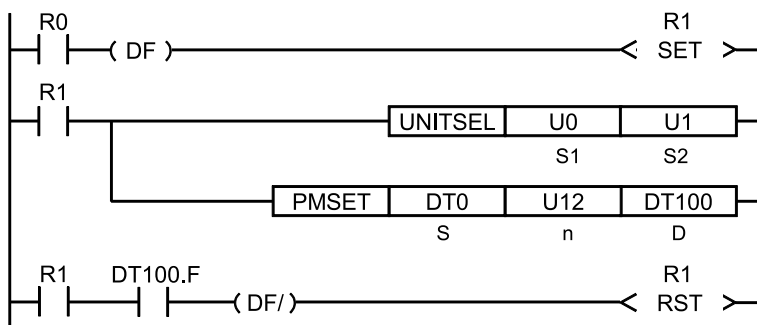 R0 R1
( DF ) < SET >
R1
UNITSEL U0 U1
S1 S2
PMSET DT0 U12 DT100
S n D
R1 DT100.F R1
( DF/ ) < RST >